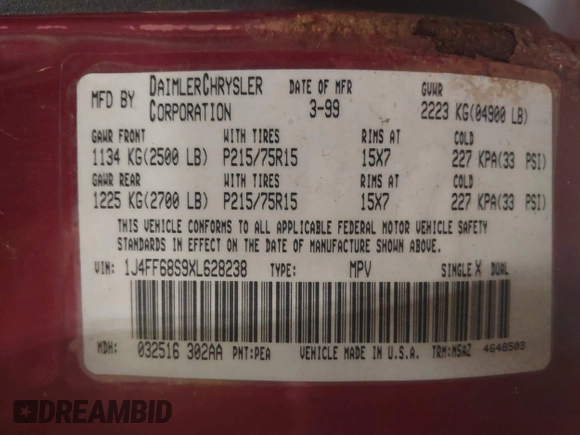 MFD BY DAIMLERCHRYSLER CORPORATION DATE OF MFR 3-99 GVWR 2223 KG(04900 LB)
GAWR FRONT WITH TIRES RIMS AT COLD
1134 KG(2500 LB) P215/75R15 15X7 227 KPA(33 PSI)
GAWR REAR WITH TIRES RIMS AT COLD
1225 KG(2700 LB) P215/75R15 15X7 227 KPA(33 PSI)
THIS VEHICLE CONFORMS TO ALL APPLICABLE FEDERAL MOTOR VEHICLE SAFETY
STANDARDS IN EFFECT ON THE DATE OF MANUFACTURE SHOWN ABOVE.
VIN: 1J4FF68S9XL628238 TYPE: MPV SINGLE X DUAL
MDH: 032516 302AA PNT:PEA VEHICLE MADE IN U.S.A. TRM:MSAZ 4648503
DREAMBID